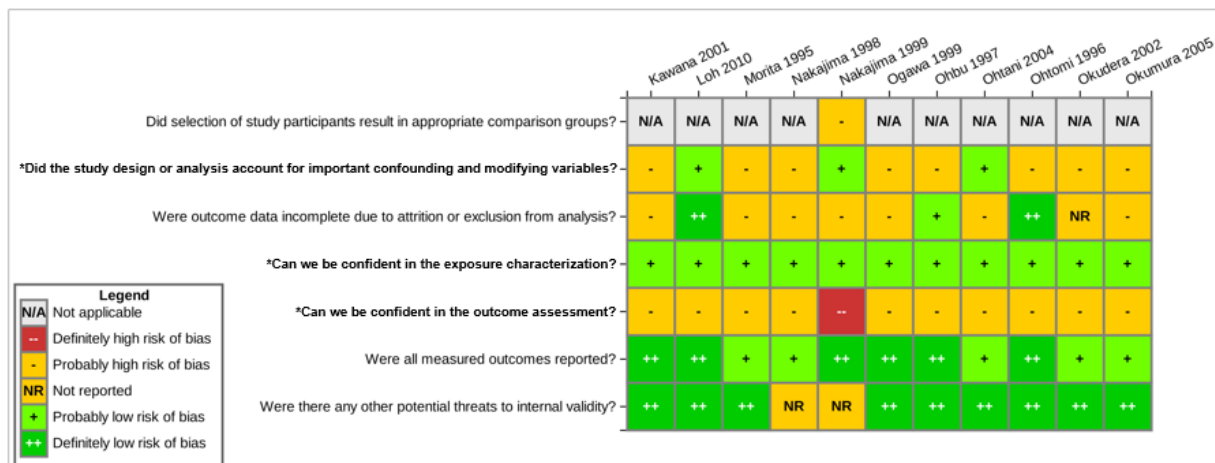 Kawana 2001
Loh 2010
Morita 1995
Nakajima 1998
Nakajima 1999
Ogawa 1999
Ohbu 1997
Ohtani 2004
Ohtomi 1996
Okudera 2002
Okumura 2005
Did selection of study participants result in appropriate comparison groups? N/A N/A N/A N/A - N/A N/A N/A N/A N/A N/A
*Did the study design or analysis account for important confounding and modifying variables? - + - - + - - + - - -
Were outcome data incomplete due to attrition or exclusion from analysis? - ++ - - - - + - ++ NR -
*Can we be confident in the exposure characterization? + + + + + + + + + + +
*Can we be confident in the outcome assessment? - - - - -- - - - - - -
Were all measured outcomes reported? ++ ++ + + ++ ++ ++ + ++ + +
Were there any other potential threats to internal validity? ++ ++ ++ NR NR ++ ++ ++ ++ ++ ++
Legend
N/A Not applicable
-- Definitely high risk of bias
- Probably high risk of bias
NR Not reported
+ Probably low risk of bias
++ Definitely low risk of bias